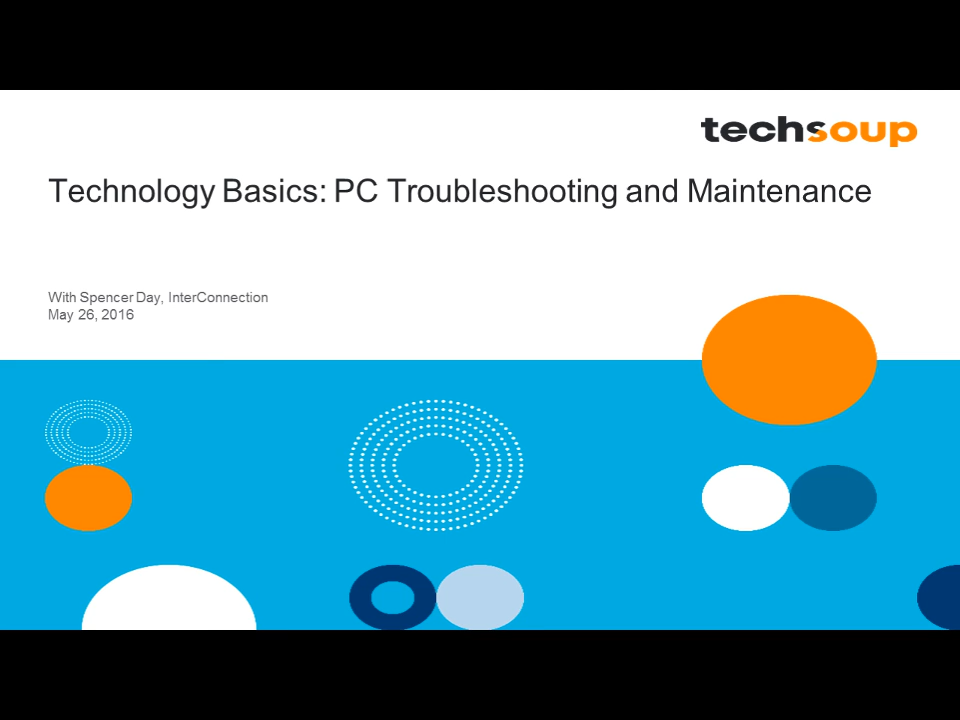 techsoup
Technology Basics: PC Troubleshooting and Maintenance
With Spencer Day, InterConnection
May 26, 2016